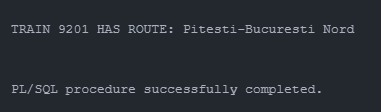 TRAIN 9201 HAS ROUTE: Pitesti-Bucuresti Nord
PL/SQL procedure successfully completed.